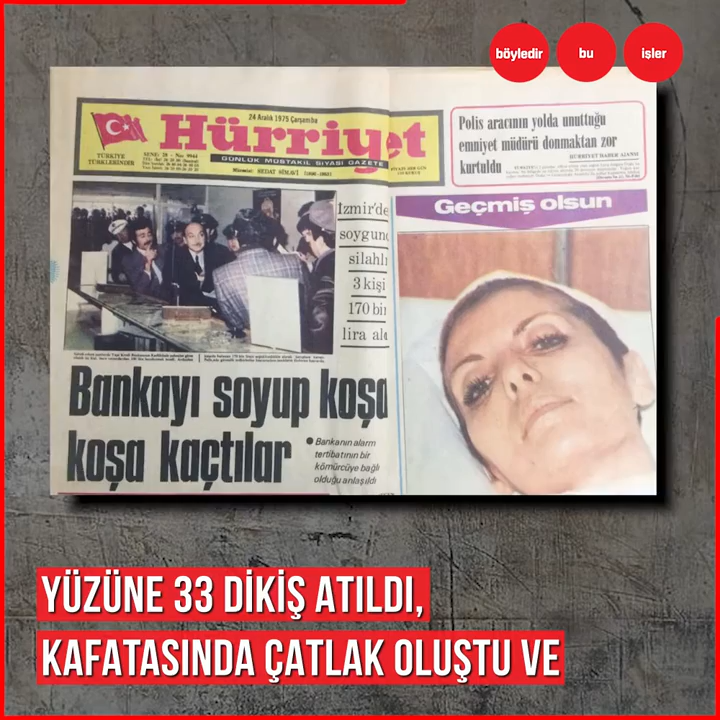 böyledir
bu
işler
24 Aralık 1975 Çarşamba
Hürriyet
TÜRKİYE
TÜRKLERİNDİR
GÜNLÜK MÜSTAKİL SİYASİ GAZETE
Polis aracının yolda unuttuğu
emniyet müdürü donmaktan zor
kurtuldu
HÜRRİYET HABER AJANSI
Geçmiş olsun
İzmir'de
soygunc
silahlı
3 kişi
170 bin
lira alc
Bankayı soyup koşa
koşa kaçtılar
Bankanın alarm
tertibatının bir
kömürcüye bağlı
olduğu anlaşıldı
YÜZÜNE 33 DİKİŞ ATILDI,
KAFATASINDA ÇATLAK OLUŞTU VE